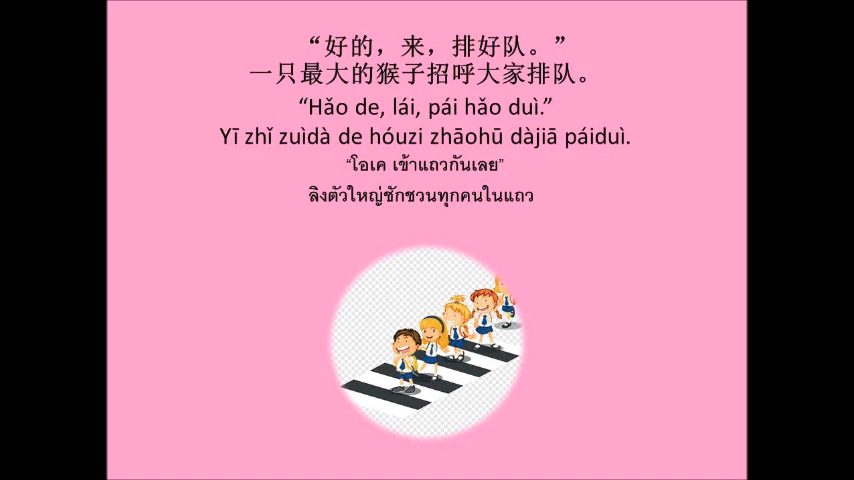 “好的，来，排好队。”
一只最大的猴子招呼大家排队。
“Hǎo de, lái, pái hǎo duì.”
Yī zhǐ zuìdà de hóuzi zhāohū dàjiā páiduì.
“โอเค เข้าแถวกันเลย”
ลิงตัวใหญ่ชักชวนทุกคนในแถว